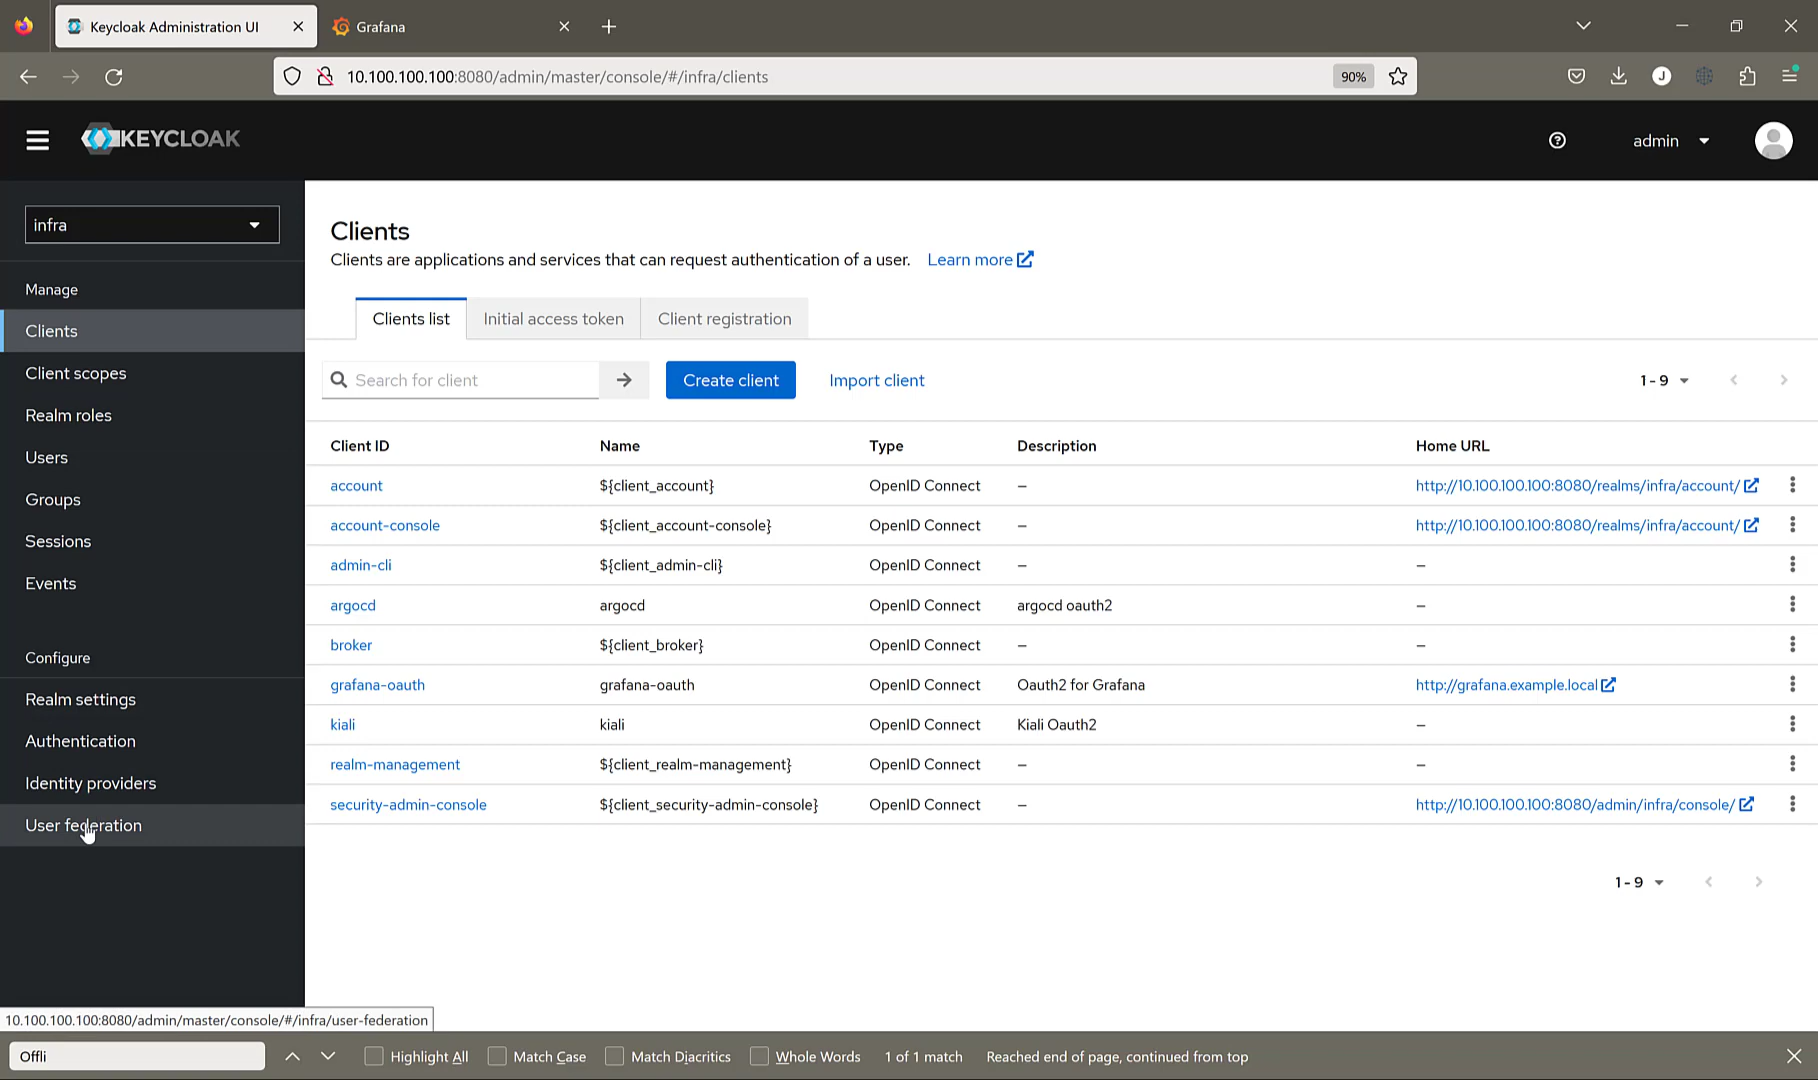 Keycloak Administration UI
Grafana
10.100.100.100:8080/admin/master/console/#/infra/clients
90%
J
KEYCLOAK
admin
infra
Manage
Clients
Client scopes
Realm roles
Users
Groups
Sessions
Events
Configure
Realm settings
Authentication
Identity providers
User federation
Clients
Clients are applications and services that can request authentication of a user. Learn more
Clients list
Initial access token
Client registration
Search for client
Create client
Import client
1 - 9
Client ID Name Type Description Home URL
account ${client_account} OpenID Connect – http://10.100.100.100:8080/realms/infra/account/
account-console ${client_account-console} OpenID Connect – http://10.100.100.100:8080/realms/infra/account/
admin-cli ${client_admin-cli} OpenID Connect – –
argocd argocd OpenID Connect argocd oauth2 –
broker ${client_broker} OpenID Connect – –
grafana-oauth grafana-oauth OpenID Connect Oauth2 for Grafana http://grafana.example.local
kiali kiali OpenID Connect Kiali Oauth2 –
realm-management ${client_realm-management} OpenID Connect – –
security-admin-console ${client_security-admin-console} OpenID Connect – http://10.100.100.100:8080/admin/infra/console/
1 - 9
10.100.100.100:8080/admin/master/console/#/infra/user-federation
Offli
Highlight All
Match Case
Match Diacritics
Whole Words
1 of 1 match
Reached end of page, continued from top